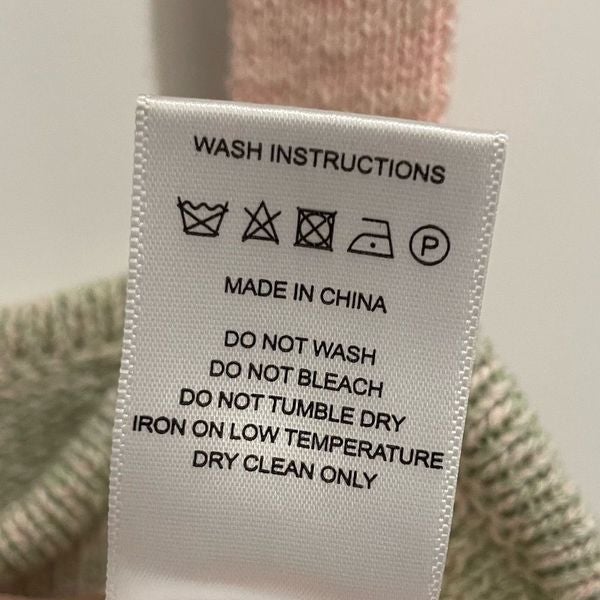 WASH INSTRUCTIONS
P
MADE IN CHINA
DO NOT WASH
DO NOT BLEACH
DO NOT TUMBLE DRY
IRON ON LOW TEMPERATURE
DRY CLEAN ONLY